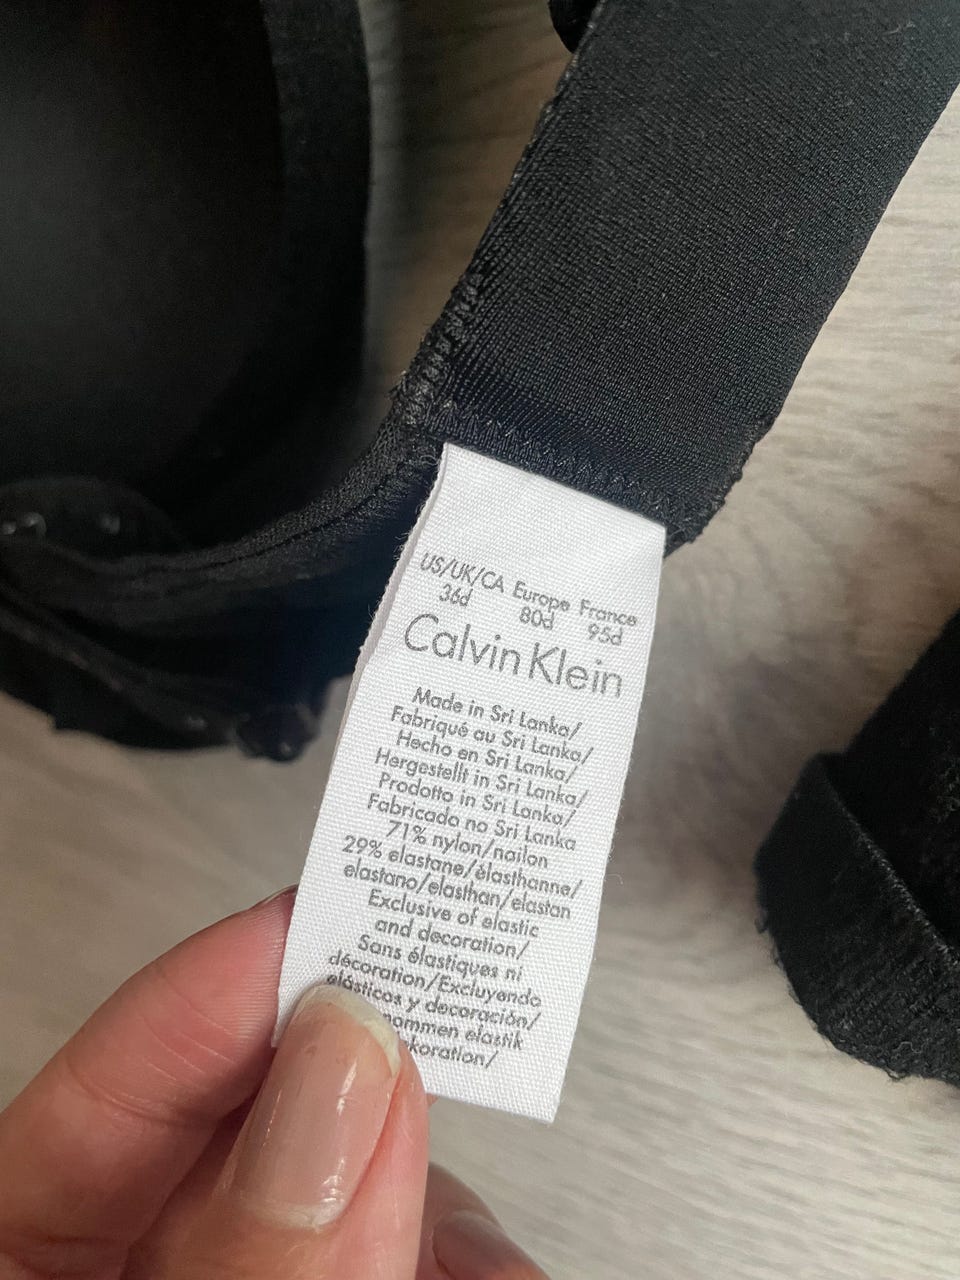 US/UK/CA Europe France
36d 80d 95d
Calvin Klein
Made in Sri Lanka/
Fabriqué au Sri Lanka/
Hecho en Sri Lanka/
Hergestellt in Sri Lanka/
Prodotto in Sri Lanka/
Fabricado no Sri Lanka
71% nylon/nailon
29% elastane/élasthanne/
elastano/elasthan/elastan
Exclusive of elastic
and decoration/
Sans élastiques ni
décoration/Excluyendo
elásticos y decoración/
elastik